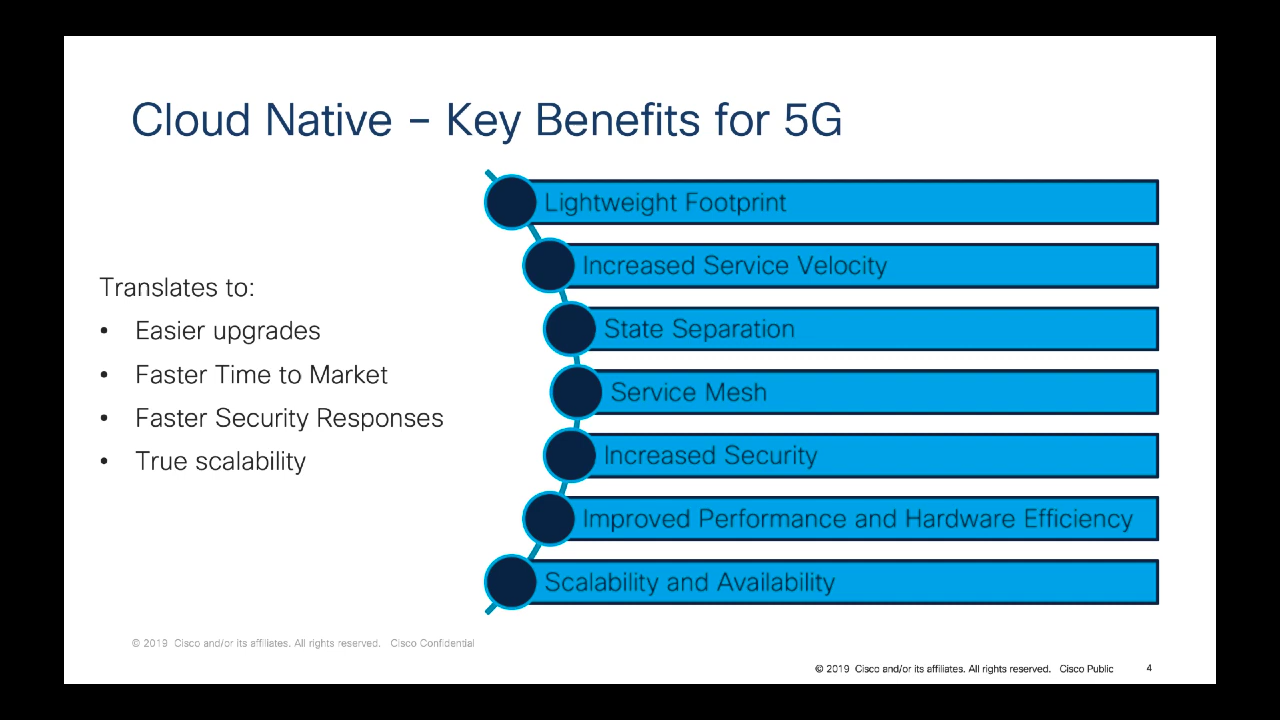 Cloud Native – Key Benefits for 5G
Translates to:
• Easier upgrades
• Faster Time to Market
• Faster Security Responses
• True scalability
Lightweight Footprint
Increased Service Velocity
State Separation
Service Mesh
Increased Security
Improved Performance and Hardware Efficiency
Scalability and Availability
© 2019 Cisco and/or its affiliates. All rights reserved. Cisco Confidential
© 2019 Cisco and/or its affiliates. All rights reserved. Cisco Public 4